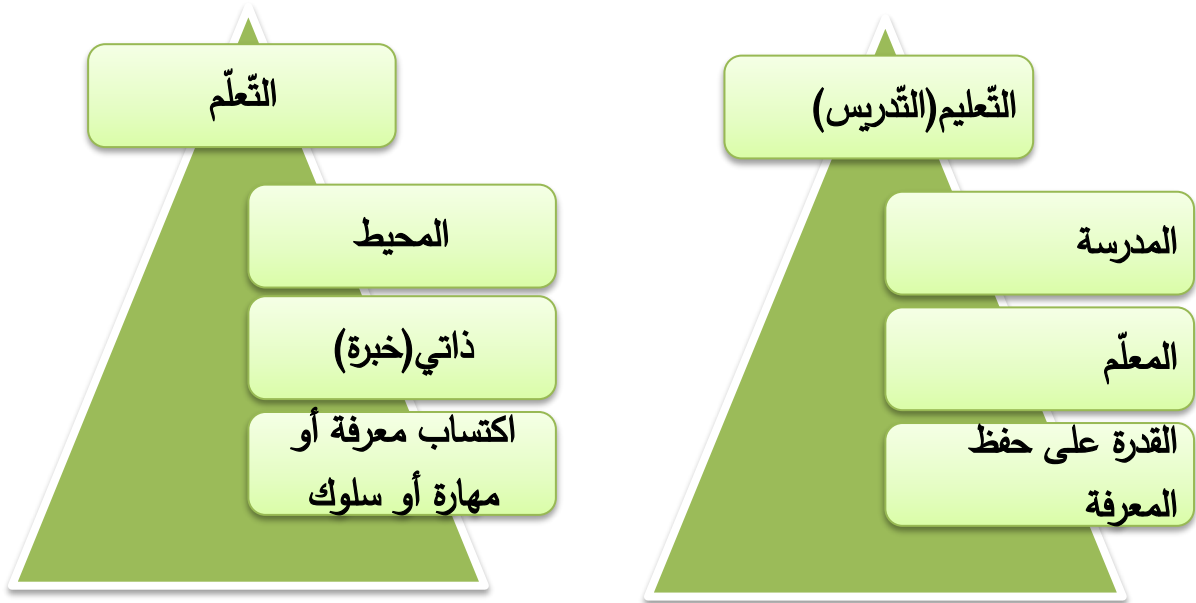 التّعليم(التّدريس)
المدرسة
المعلّم
القدرة على حفظ
المعرفة
التّعلّم
المحيط
ذاتي(خبرة)
اكتساب معرفة أو
مهارة أو سلوك